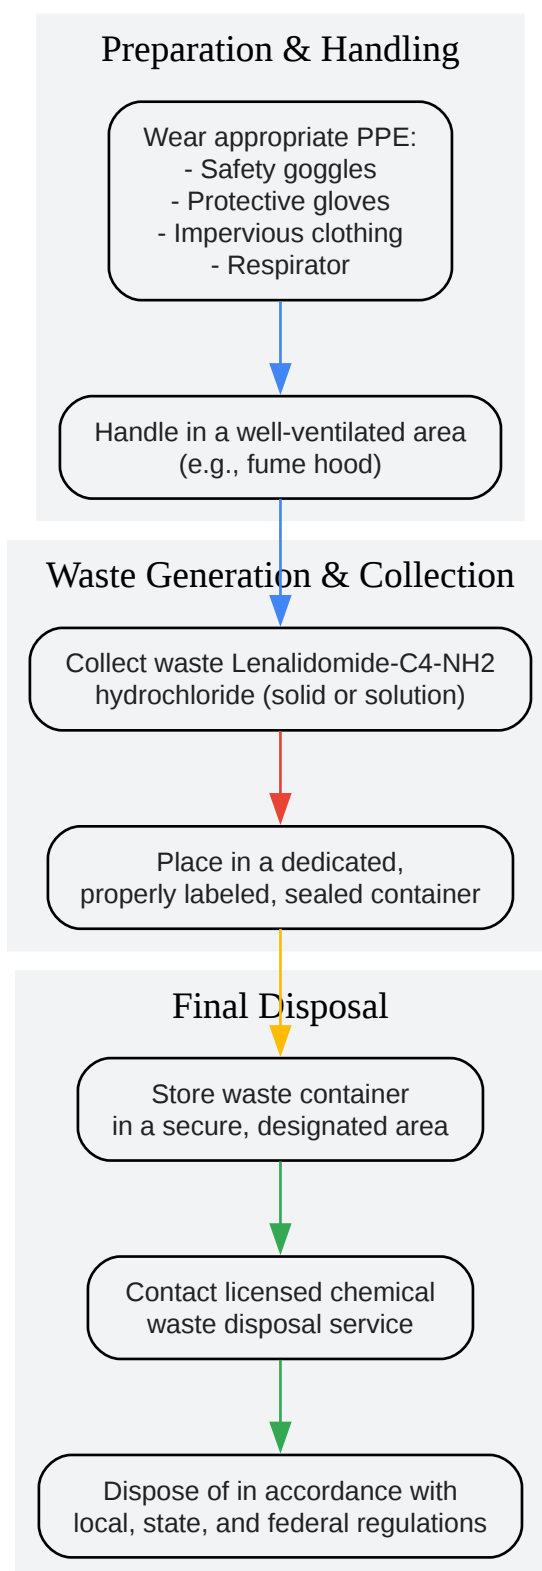 Preparation & Handling
Wear appropriate PPE:
- Safety goggles
- Protective gloves
- Impervious clothing
- Respirator
Handle in a well-ventilated area
(e.g., fume hood)
Waste Generation & Collection
Collect waste Lenalidomide-C4-NH2
hydrochloride (solid or solution)
Place in a dedicated,
properly labeled, sealed container
Final Disposal
Store waste container
in a secure, designated area
Contact licensed chemical
waste disposal service
Dispose of in accordance with
local, state, and federal regulations